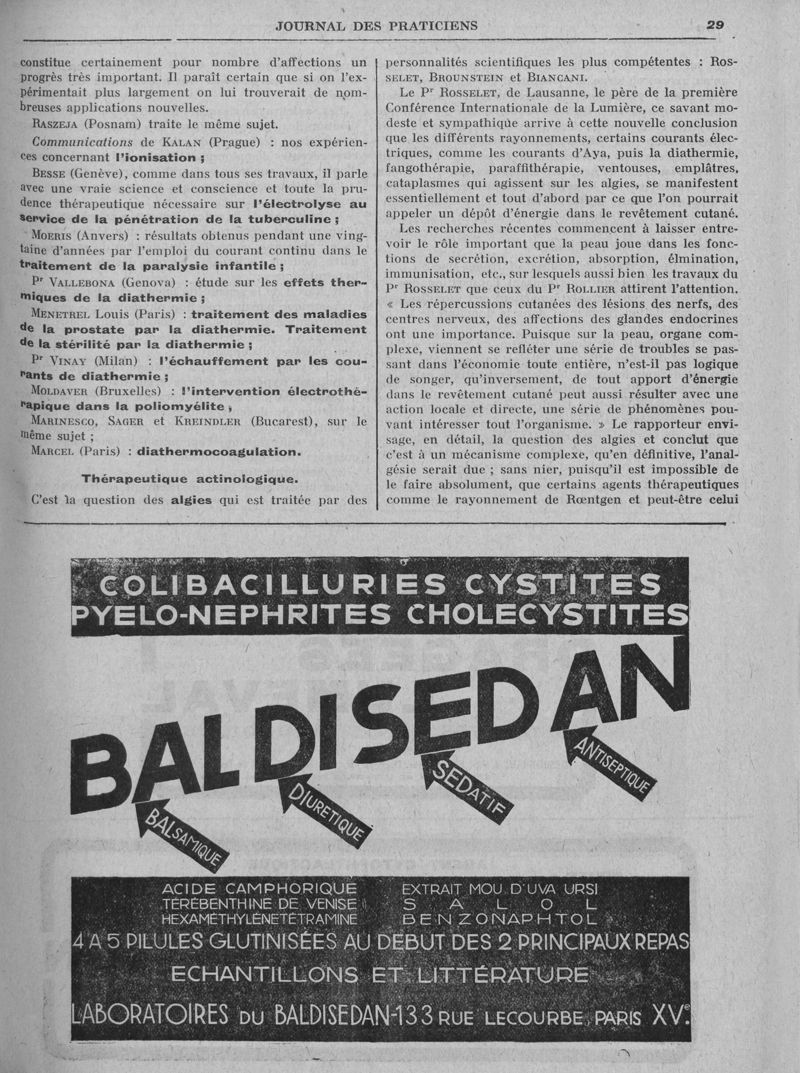 JOURNAL DES PRATICIENS 29
constitue certainement pour nombre d'affections un
progrès très important. Il paraît certain que si on l'ex-
périmentait plus largement on lui trouverait de nom-
breuses applications nouvelles.
RASZEJA (Posnam) traite le même sujet.
Communications de KALAN (Prague) : nos expérien-
ces concernant l'ionisation ;
BESSE (Genève), comme dans tous ses travaux, il parle
avec une vraie science et conscience et toute la pru-
dence thérapeutique nécessaire sur l'électrolyse au
service de la pénétration de la tuberculine ;
MOERIS (Anvers) : résultats obtenus pendant une ving-
taine d'années par l'emploi du courant continu dans le
traitement de la paralysie infantile ;
Pr VALLEBONA (Genova) : étude sur les effets ther-
miques de la diathermie ;
MENETREL Louis (Paris) : traitement des maladies
de la prostate par la diathermie. Traitement
de la stérilité par la diathermie ;
Pr VINAY (Milan) : l'échauffement par les cou-
rants de diathermie ;
MOLDAVER (Bruxelles) : l'intervention électrothé-
rapique dans la poliomyélite ;
MARINESCO, SAGER et KREINDLER (Bucarest), sur le
même sujet ;
MARCEL (Paris) : diathermocoagulation.
Thérapeutique actinologique.
C'est la question des algies qui est traitée par des
personnalités scientifiques les plus compétentes : ROS-
SELET, BROUNSTEIN et BIANCANI.
Le Pr ROSSELET, de Lausanne, le père de la première
Conférence Internationale de la Lumière, ce savant mo-
deste et sympathique arrive à cette nouvelle conclusion
que les différents rayonnements, certains courants élec-
triques, comme les courants d'Aya, puis la diathermie,
fangothérapie, paraffithérapie, ventouses, emplâtres,
cataplasmes qui agissent sur les algies, se manifestent
essentiellement et tout d'abord par ce que l'on pourrait
appeler un dépôt d'énergie dans le revêtement cutané.
Les recherches récentes commencent à laisser entre-
voir le rôle important que la peau joue dans les fonc-
tions de secrétion, excrétion, absorption, élmination,
immunisation, etc., sur lesquels aussi bien les travaux du
Pr ROSSELET que ceux du Pr ROLLIER attirent l'attention.
« Les répercussions cutanées des lésions des nerfs, des
centres nerveux, des affections des glandes endocrines
ont une importance. Puisque sur la peau, organe com-
plexe, viennent se refléter une série de troubles se pas-
sant dans l'économie toute entière, n'est-il pas logique
de songer, qu'inversement, de tout apport d'énergie
dans le revêtement cutané peut aussi résulter avec une
action locale et directe, une série de phénomènes pou-
vant intéresser tout l'organisme. » Le rapporteur envi-
sage, en détail, la question des algies et conclut que
c'est à un mécanisme complexe, qu'en définitive, l'anal-
gésie serait due ; sans nier, puisqu'il est impossible de
le faire absolument, que certains agents thérapeutiques
comme le rayonnement de Rœntgen et peut-être celui
COLIBACILLURIES CYSTITES
PYELO-NEPHRITES CHOLECYSTITES
BALDISEDAN
BALSAMIQUE
DIURETIQUE
SEDATIF
ANTISEPTIQUE
ACIDE CAMPHORIQUE
TÉRÉBENTHINE DE VENISE
HEXAMÉTHYLÈNETÉTRAMINE
EXTRAIT MOU D'UVA URSI
SALOL
BENZONAPHTOL
4 A 5 PILULES GLUTINISÉES AU DEBUT DES 2 PRINCIPAUX REPAS
ECHANTILLONS ET LITTÉRATURE
LABORATOIRES DU BALDISEDAN-133 RUE LECOURBE, PARIS XVe.